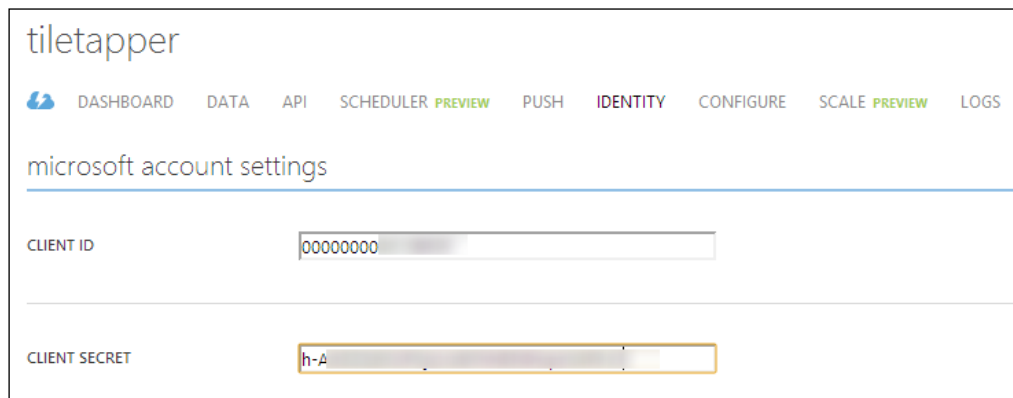 tiletapper
DASHBOARD DATA API SCHEDULER PREVIEW PUSH IDENTITY CONFIGURE SCALE PREVIEW LOGS
microsoft account settings
CLIENT ID 00000000
CLIENT SECRET h-A